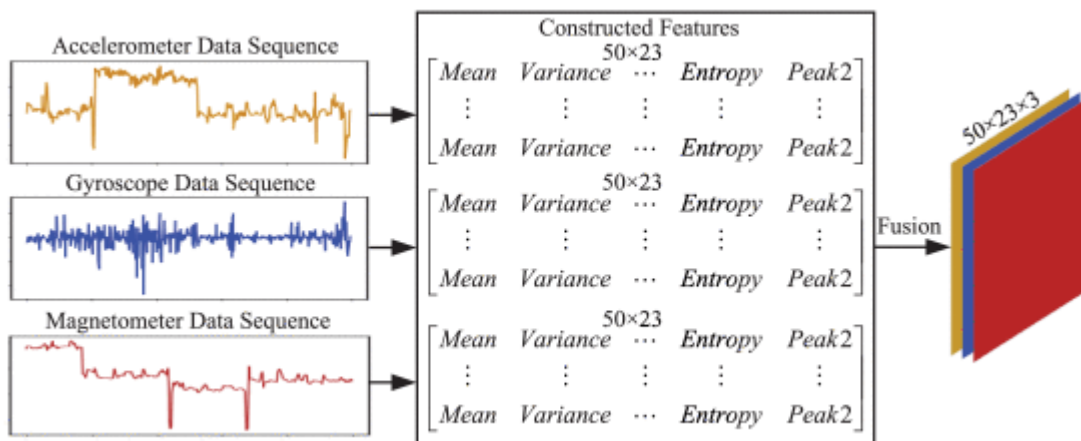 Accelerometer Data Sequence
Constructed Features
50×23
[Mean Variance ⋯ Entropy Peak2]
⋮ ⋮ ⋮ ⋮ ⋮
Mean Variance ⋯ Entropy Peak2
Gyroscope Data Sequence
50×23
Mean Variance ⋯ Entropy Peak2
⋮ ⋮ ⋮ ⋮ ⋮
Mean Variance ⋯ Entropy Peak2
Magnetometer Data Sequence
50×23
Mean Variance ⋯ Entropy Peak2
⋮ ⋮ ⋮ ⋮ ⋮
Mean Variance ⋯ Entropy Peak2
Fusion
50×23×3